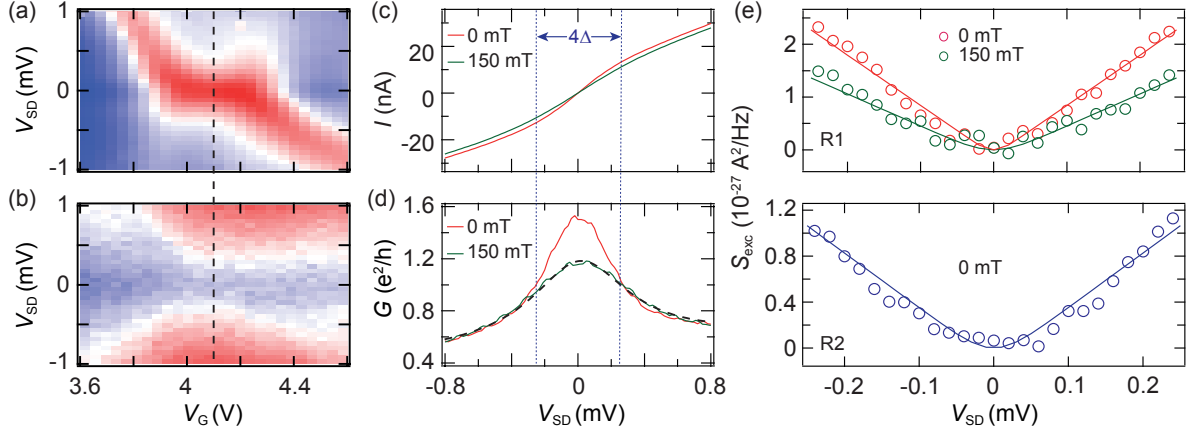 (a)
1
0
-1
V_SD (mV)
(b)
1
0
-1
V_SD (mV)
3.6
4
4.4
V_G (V)
(c)
20
0
-20
I (nA)
0 mT
150 mT
4Δ
(d)
1.6
1.2
0.8
0.4
G (e²/h)
0 mT
150 mT
-0.8
0
0.8
V_SD (mV)
(e)
2
1
0
0 mT
150 mT
R1
S_exc (10⁻²⁷ A²/Hz)
1.2
0.8
0.4
0
0 mT
R2
-0.2
-0.1
0
0.1
0.2
V_SD (mV)